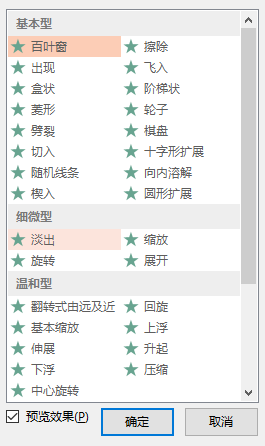 基本型
百叶窗 擦除
出现 飞入
盒状 阶梯状
菱形 轮子
劈裂 棋盘
切入 十字形扩展
随机线条 向内溶解
楔入 圆形扩展
细微型
淡出 缩放
旋转 展开
温和型
翻转式由远及近 回旋
基本缩放 上浮
伸展 升起
下浮 压缩
中心旋转
预览效果(P) 确定 取消